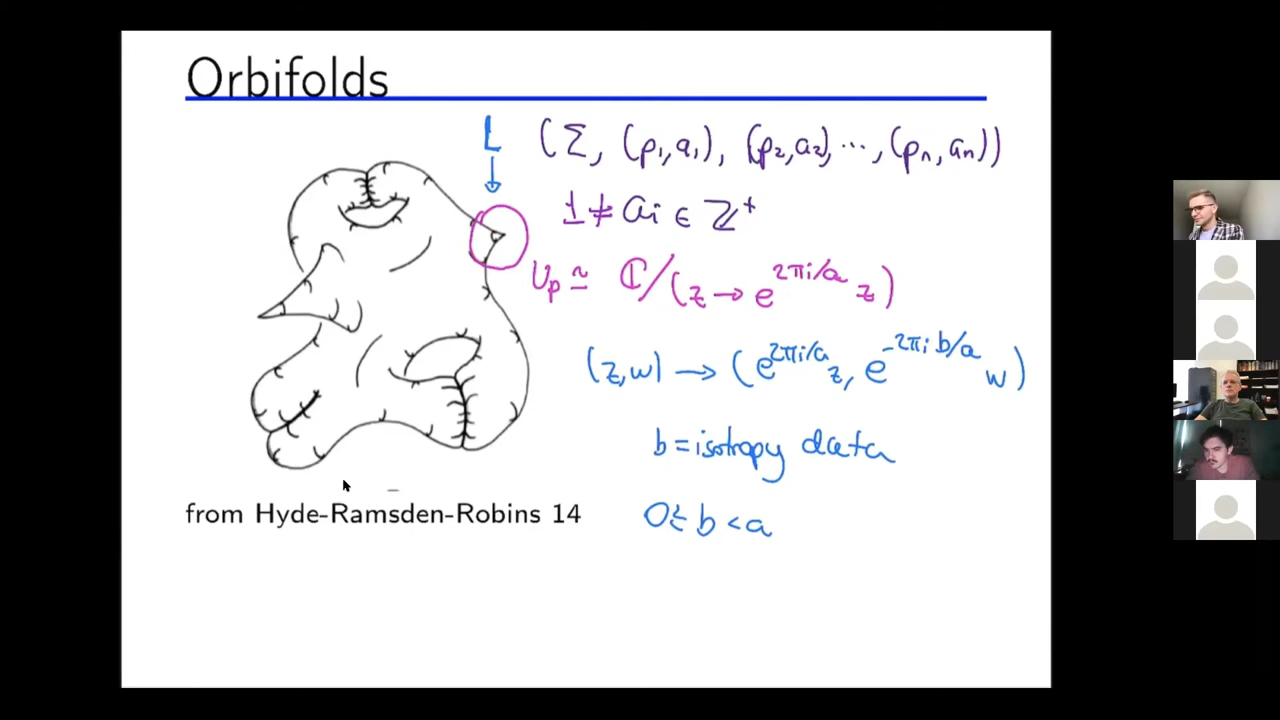 Orbifolds
L
(Σ, (p₁,a₁), (p₂,a₂), ⋯, (pₙ,aₙ))
1 ≠ aᵢ ∈ ℤ⁺
Uₚ ≃ ℂ/(z → e^{2πi/a} z)
(z,w) → (e^{2πi/a} z, e^{-2πi b/a} w)
b = isotropy data
0 ≤ b < a
from Hyde-Ramsden-Robins 14